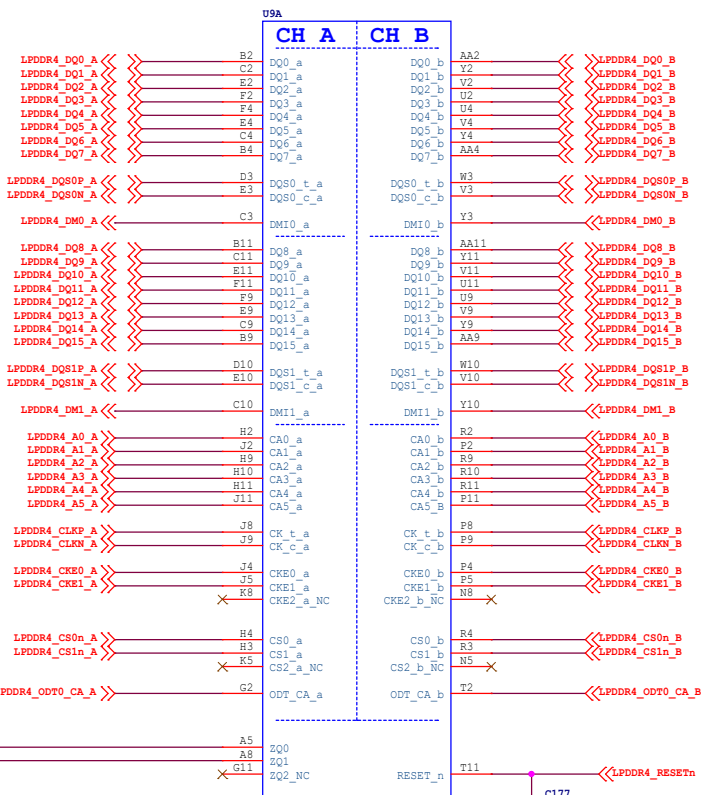 U9A
CH A CH B
LPDDR4_DQ0_A B2 DQ0_a DQ0_b AA2 LPDDR4_DQ0_B
LPDDR4_DQ1_A C2 DQ1_a DQ1_b Y2 LPDDR4_DQ1_B
LPDDR4_DQ2_A E2 DQ2_a DQ2_b V2 LPDDR4_DQ2_B
LPDDR4_DQ3_A F2 DQ3_a DQ3_b U2 LPDDR4_DQ3_B
LPDDR4_DQ4_A F4 DQ4_a DQ4_b U4 LPDDR4_DQ4_B
LPDDR4_DQ5_A E4 DQ5_a DQ5_b V4 LPDDR4_DQ5_B
LPDDR4_DQ6_A C4 DQ6_a DQ6_b Y4 LPDDR4_DQ6_B
LPDDR4_DQ7_A B4 DQ7_a DQ7_b AA4 LPDDR4_DQ7_B
LPDDR4_DQS0P_A D3 DQS0_t_a DQS0_t_b W3 LPDDR4_DQS0P_B
LPDDR4_DQS0N_A E3 DQS0_c_a DQS0_c_b V3 LPDDR4_DQS0N_B
LPDDR4_DM0_A C3 DMI0_a DMI0_b Y3 LPDDR4_DM0_B
LPDDR4_DQ8_A B11 DQ8_a DQ8_b AA11 LPDDR4_DQ8_B
LPDDR4_DQ9_A C11 DQ9_a DQ9_b Y11 LPDDR4_DQ9_B
LPDDR4_DQ10_A E11 DQ10_a DQ10_b V11 LPDDR4_DQ10_B
LPDDR4_DQ11_A F11 DQ11_a DQ11_b U11 LPDDR4_DQ11_B
LPDDR4_DQ12_A F9 DQ12_a DQ12_b U9 LPDDR4_DQ12_B
LPDDR4_DQ13_A E9 DQ13_a DQ13_b V9 LPDDR4_DQ13_B
LPDDR4_DQ14_A C9 DQ14_a DQ14_b Y9 LPDDR4_DQ14_B
LPDDR4_DQ15_A B9 DQ15_a DQ15_b AA9 LPDDR4_DQ15_B
LPDDR4_DQS1P_A D10 DQS1_t_a DQS1_t_b W10 LPDDR4_DQS1P_B
LPDDR4_DQS1N_A E10 DQS1_c_a DQS1_c_b V10 LPDDR4_DQS1N_B
LPDDR4_DM1_A C10 DMI1_a DMI1_b Y10 LPDDR4_DM1_B
LPDDR4_A0_A H2 CA0_a CA0_b R2 LPDDR4_A0_B
LPDDR4_A1_A J2 CA1_a CA1_b P2 LPDDR4_A1_B
LPDDR4_A2_A H9 CA2_a CA2_b R9 LPDDR4_A2_B
LPDDR4_A3_A H10 CA3_a CA3_b R10 LPDDR4_A3_B
LPDDR4_A4_A H11 CA4_a CA4_b R11 LPDDR4_A4_B
LPDDR4_A5_A J11 CA5_a CA5_B P11 LPDDR4_A5_B
LPDDR4_CLKP_A J8 CK_t_a CK_t_b P8 LPDDR4_CLKP_B
LPDDR4_CLKN_A J9 CK_c_a CK_c_b P9 LPDDR4_CLKN_B
LPDDR4_CKE0_A J4 CKE0_a CKE0_b P4 LPDDR4_CKE0_B
LPDDR4_CKE1_A J5 CKE1_a CKE1_b P5 LPDDR4_CKE1_B
K8 CKE2_a_NC CKE2_b_NC N8
LPDDR4_CS0n_A H4 CS0_a CS0_b R4 LPDDR4_CS0n_B
LPDDR4_CS1n_A H3 CS1_a CS1_b R3 LPDDR4_CS1n_B
K5 CS2_a_NC CS2_b_NC N5
PDDR4_ODT0_CA_A G2 ODT_CA_a ODT_CA_b T2 LPDDR4_ODT0_CA_B
A5 ZQ0
A8 ZQ1
G11 ZQ2_NC RESET_n T11 LPDDR4_RESETn
C177